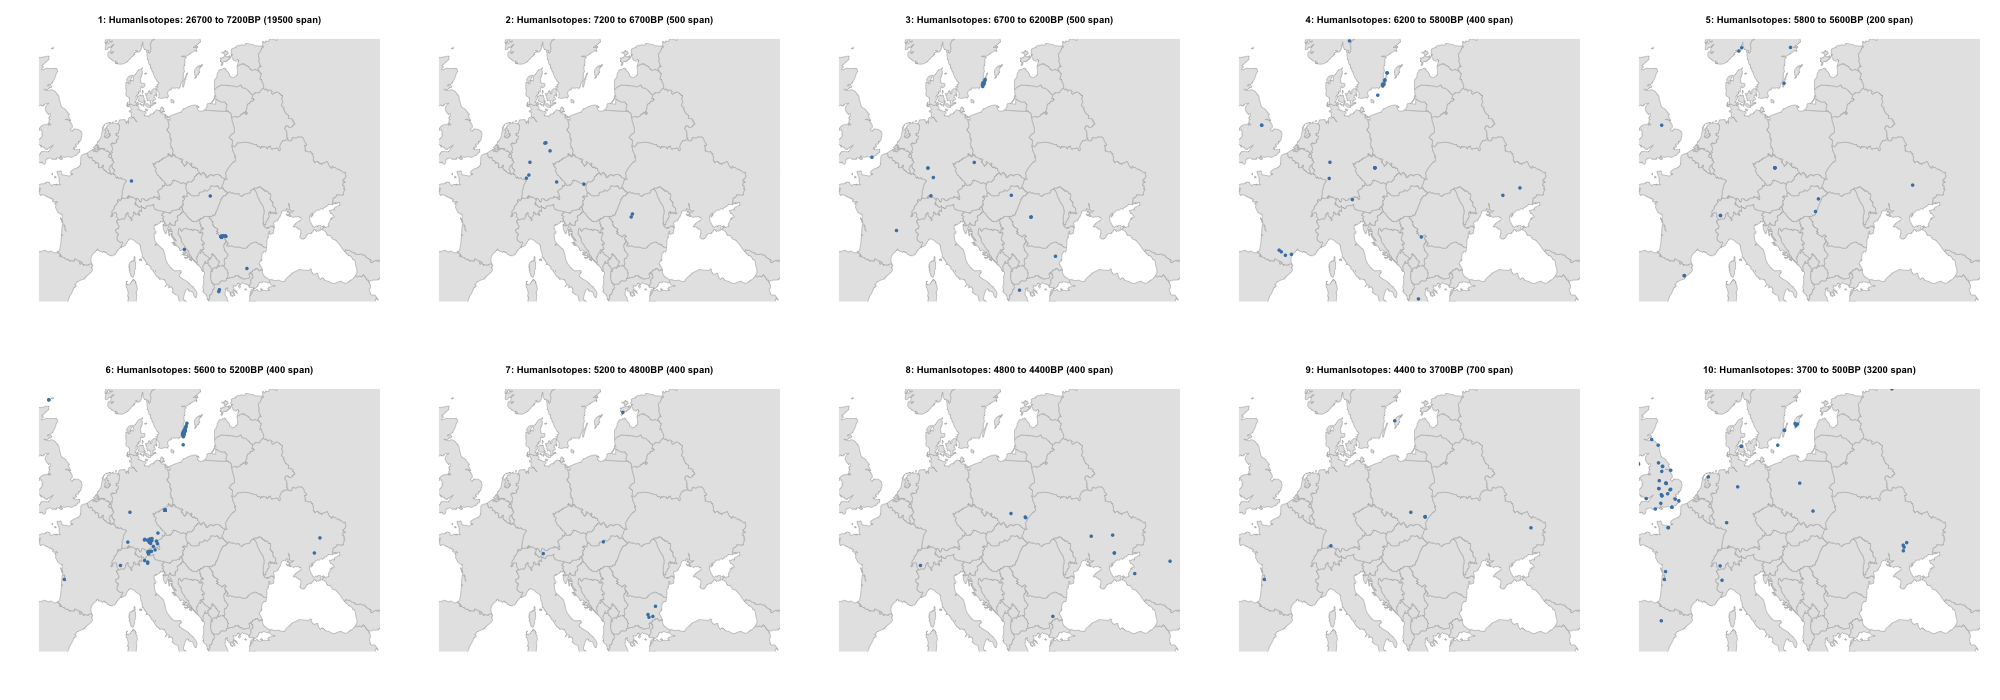 1: HumanIsotopes: 26700 to 7200BP (19500 span)
2: HumanIsotopes: 7200 to 6700BP (500 span)
3: HumanIsotopes: 6700 to 6200BP (500 span)
4: HumanIsotopes: 6200 to 5800BP (400 span)
5: HumanIsotopes: 5800 to 5600BP (200 span)
6: HumanIsotopes: 5600 to 5200BP (400 span)
7: HumanIsotopes: 5200 to 4800BP (400 span)
8: HumanIsotopes: 4800 to 4400BP (400 span)
9: HumanIsotopes: 4400 to 3700BP (700 span)
10: HumanIsotopes: 3700 to 500BP (3200 span)